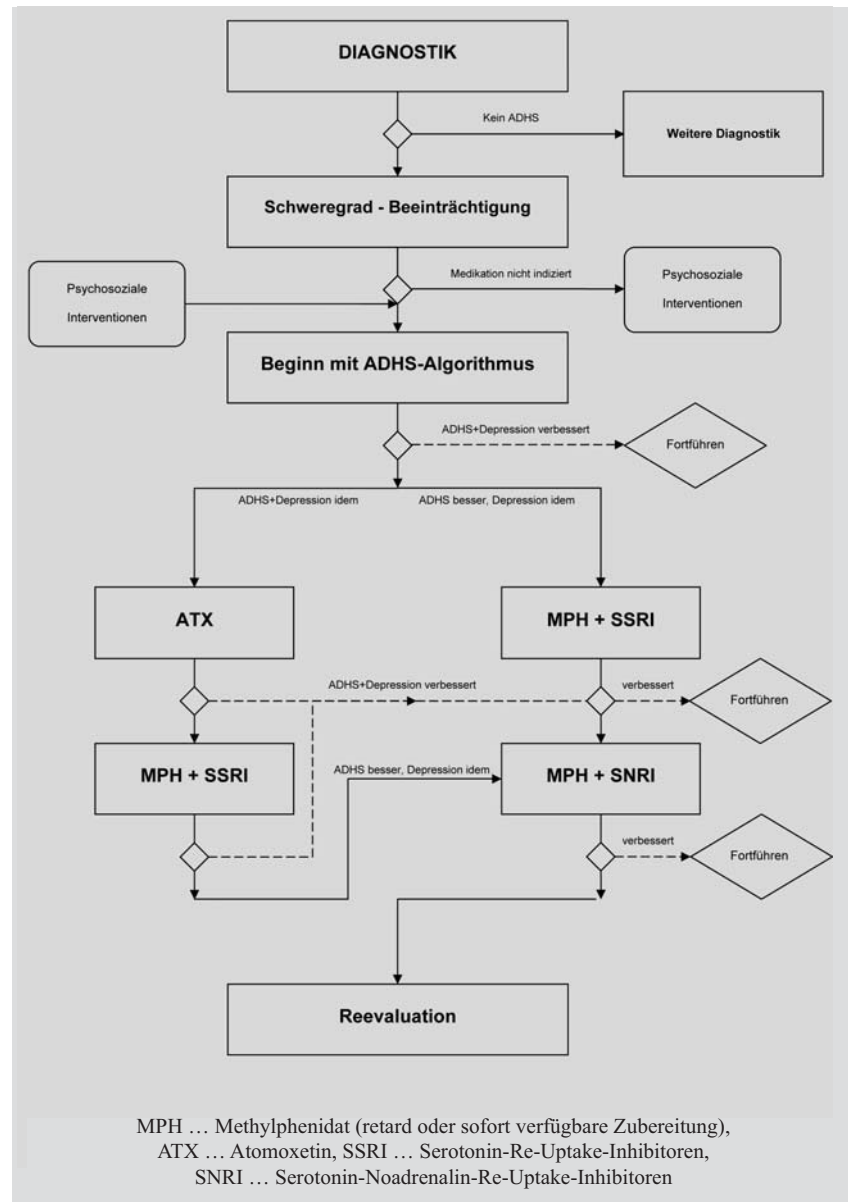 DIAGNOSTIK
Kein ADHS
Weitere Diagnostik
Schweregrad - Beeinträchtigung
Medikation nicht indiziert
Psychosoziale
Interventionen
Psychosoziale
Interventionen
Beginn mit ADHS-Algorithmus
ADHS+Depression verbessert
Fortführen
ADHS+Depression idem
ADHS besser, Depression idem
ATX
MPH + SSRI
ADHS+Depression verbessert
verbessert
Fortführen
MPH + SSRI
ADHS besser, Depression idem
MPH + SNRI
verbessert
Fortführen
Reevaluation
MPH … Methylphenidat (retard oder sofort verfügbare Zubereitung),
ATX … Atomoxetin, SSRI … Serotonin-Re-Uptake-Inhibitoren,
SNRI … Serotonin-Noadrenalin-Re-Uptake-Inhibitoren